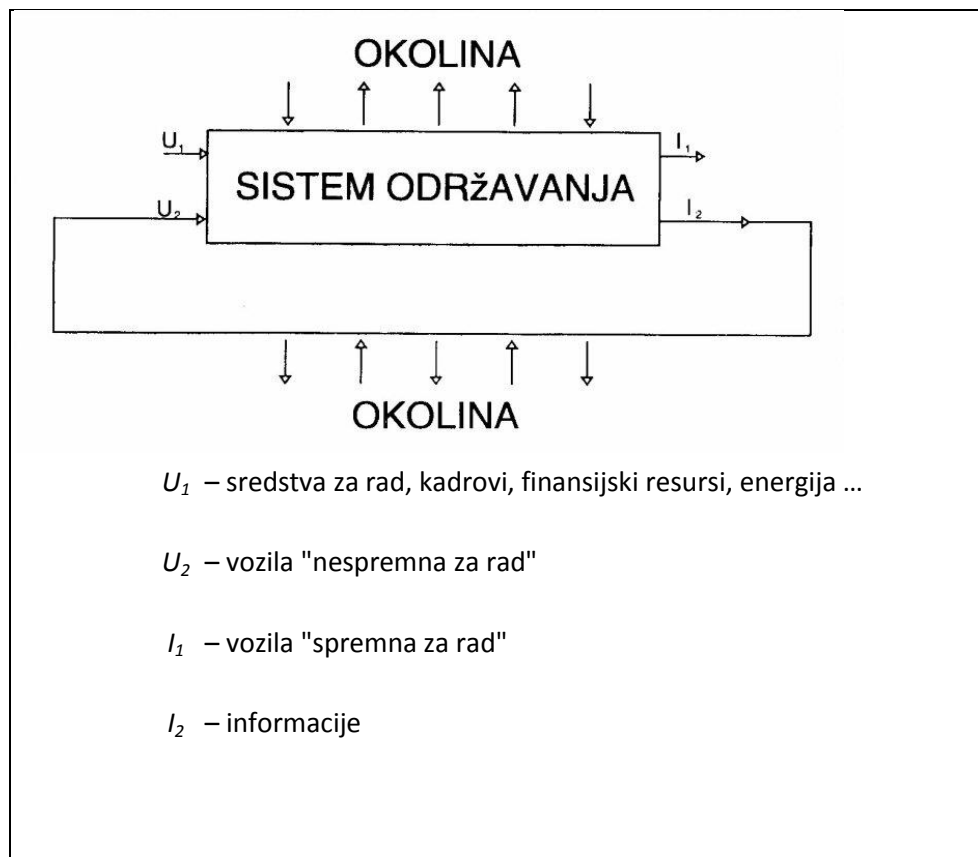 OKOLINA
U₁ I₁
SISTEM ODRžAVANJA
U₂ I₂
OKOLINA
U₁ – sredstva za rad, kadrovi, finansijski resursi, energija ...
U₂ – vozila "nespremna za rad"
I₁ – vozila "spremna za rad"
I₂ – informacije